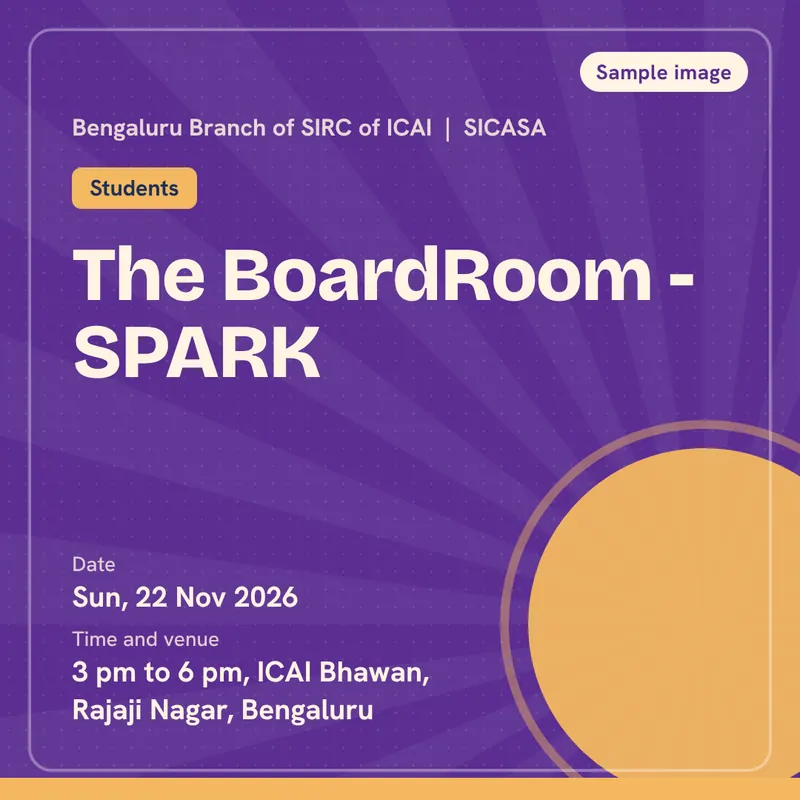 Sample image
Bengaluru Branch of SIRC of ICAI | SICASA
Students
The BoardRoom -
SPARK
Date
Sun, 22 Nov 2026
Time and venue
3 pm to 6 pm, ICAI Bhawan,
Rajaji Nagar, Bengaluru